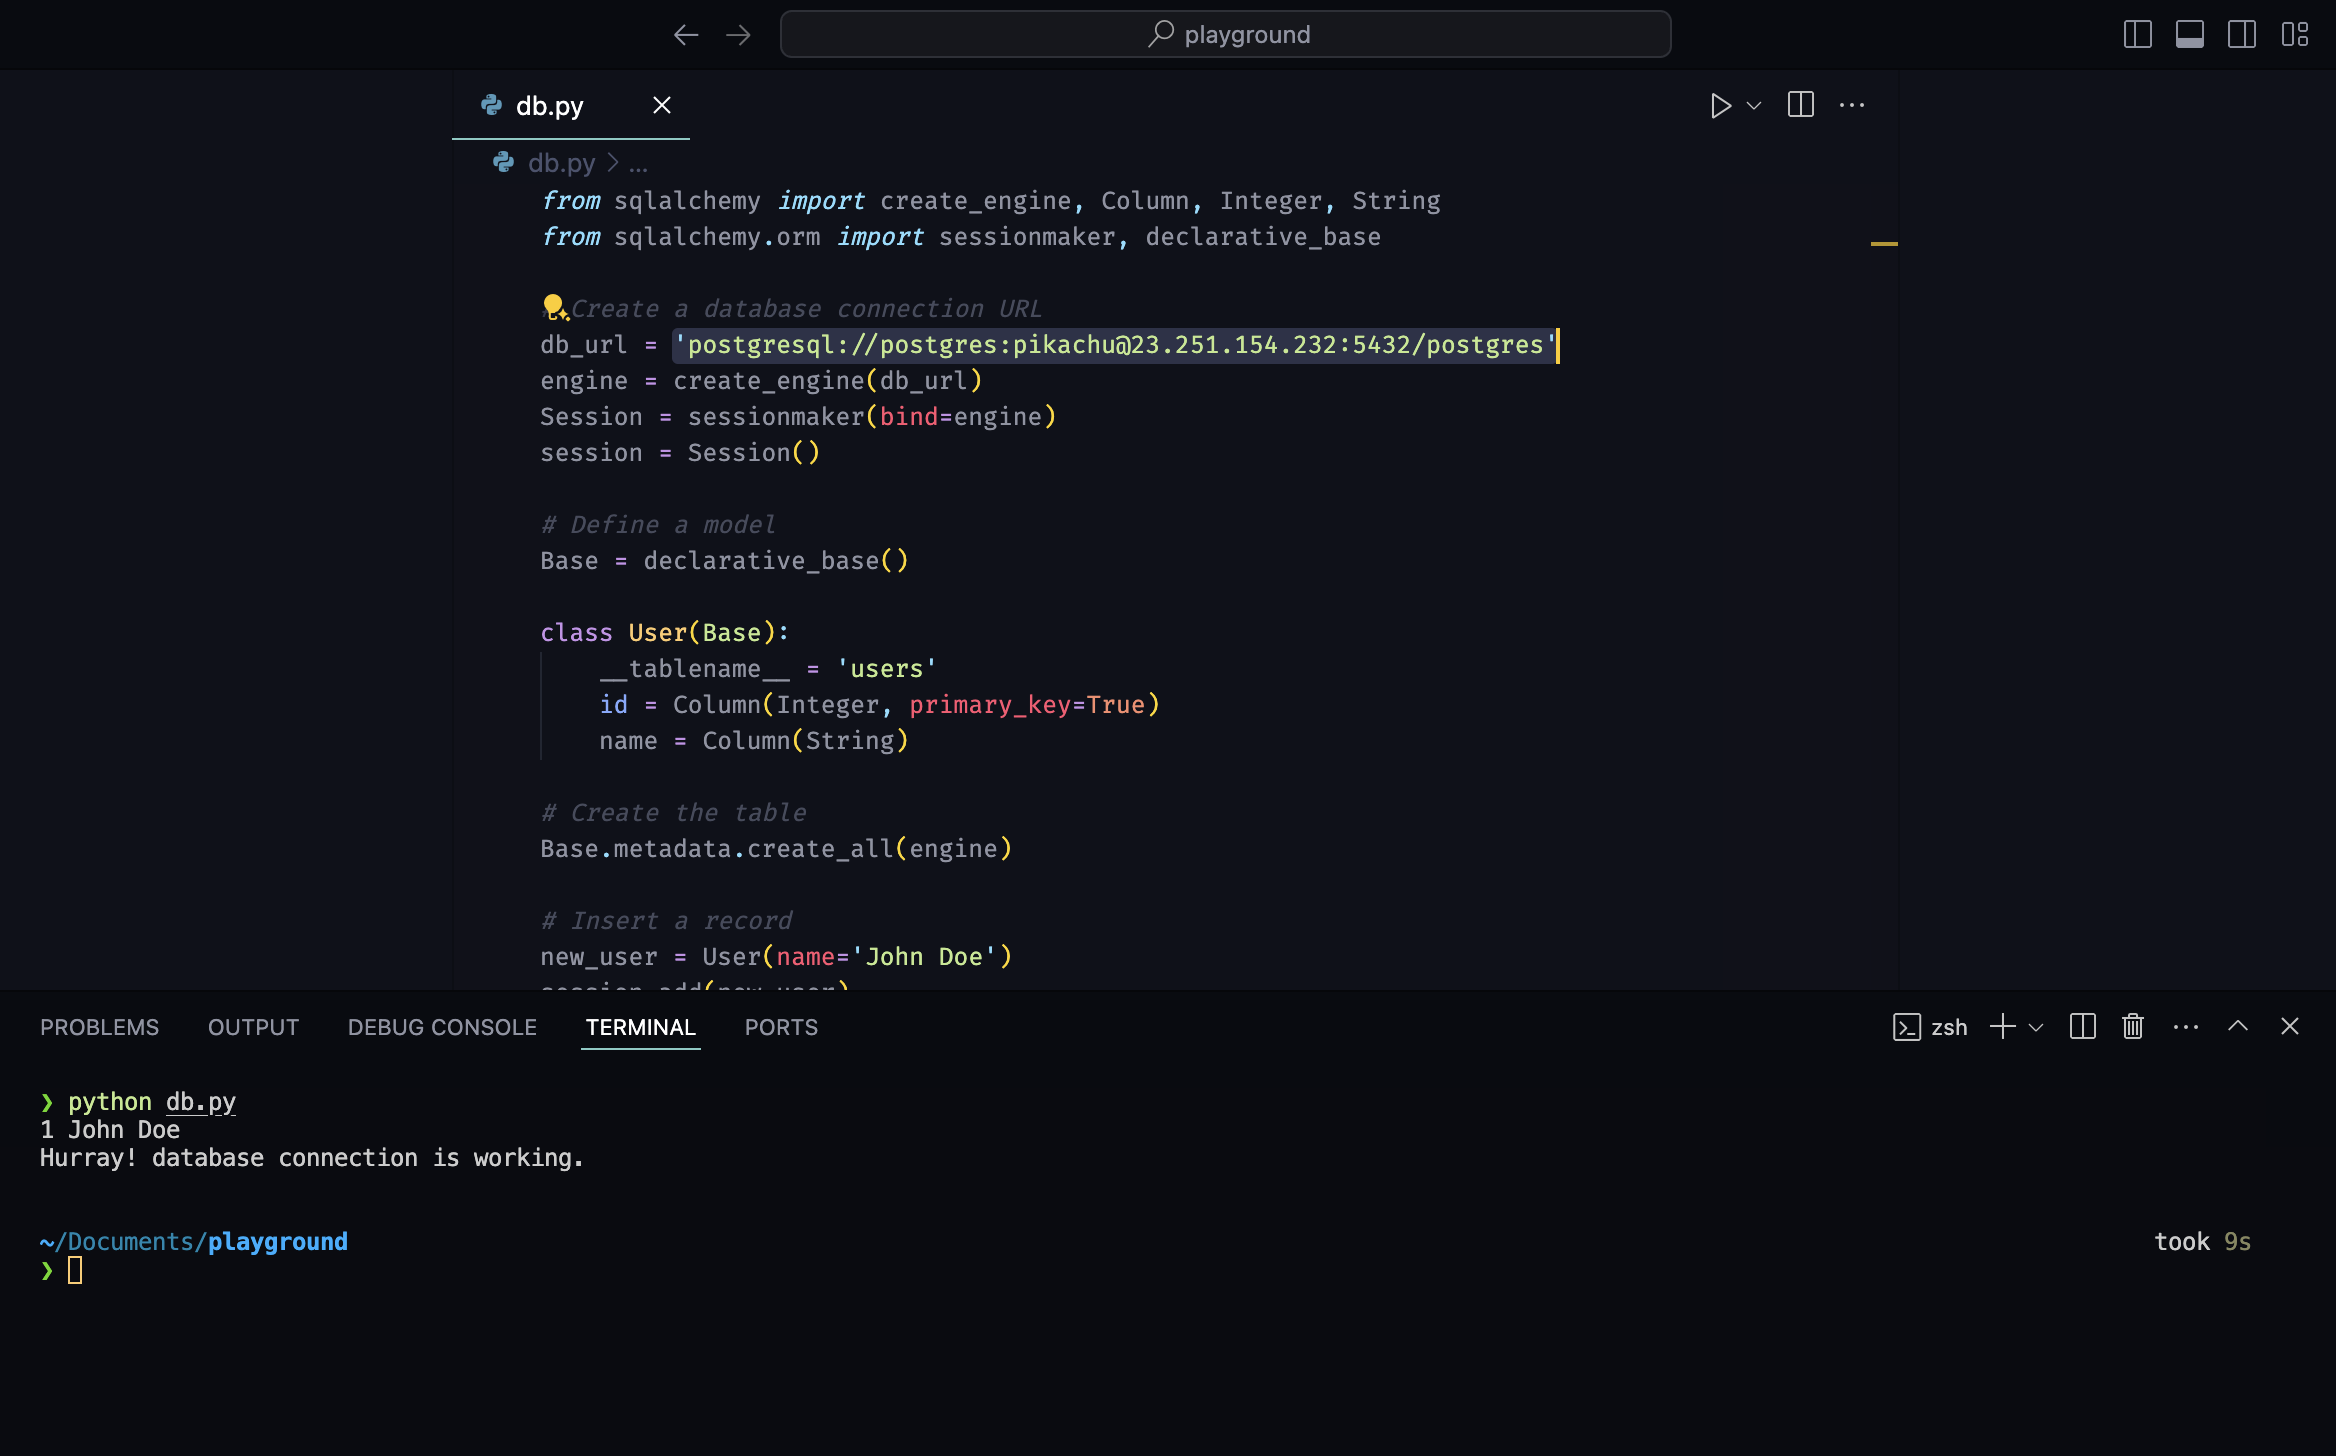 playground
db.py
db.py > ...
from sqlalchemy import create_engine, Column, Integer, String
from sqlalchemy.orm import sessionmaker, declarative_base
Create a database connection URL
db_url = 'postgresql://postgres:pikachu@23.251.154.232:5432/postgres'
engine = create_engine(db_url)
Session = sessionmaker(bind=engine)
session = Session()
# Define a model
Base = declarative_base()
class User(Base):
__tablename__ = 'users'
id = Column(Integer, primary_key=True)
name = Column(String)
# Create the table
Base.metadata.create_all(engine)
# Insert a record
new_user = User(name='John Doe')
session.add(new_user)
PROBLEMS OUTPUT DEBUG CONSOLE TERMINAL PORTS zsh
❯ python db.py
1 John Doe
Hurray! database connection is working.
~/Documents/playground took 9s
❯